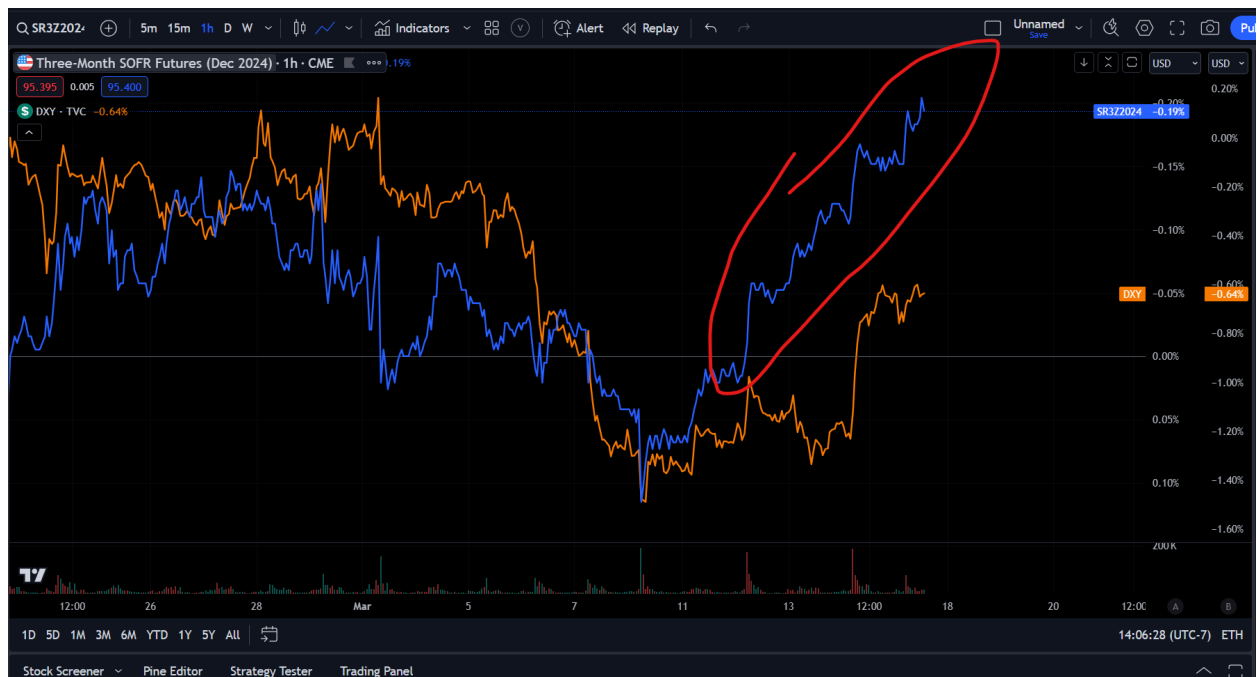 SR3Z202 5m 15m 1h D W Indicators Alert Replay Unnamed Pu
Save
Three-Month SOFR Futures (Dec 2024) · 1h · CME .19% USD USD
95.395 0.005 95.400
DXY · TVC −0.64%
0.20%
−0.20%
SR3Z2024 −0.19%
0.00%
−0.15%
−0.20%
−0.10%
−0.40%
−0.60%
DXY −0.05% −0.64%
−0.80%
0.00%
−1.00%
0.05%
−1.20%
0.10%
−1.40%
−1.60%
200K
12:00 26 28 Mar 5 7 11 13 12:00 18 20 12:00 A B
1D 5D 1M 3M 6M YTD 1Y 5Y All 14:06:28 (UTC-7) ETH
Stock Screener Pine Editor Strategy Tester Trading Panel